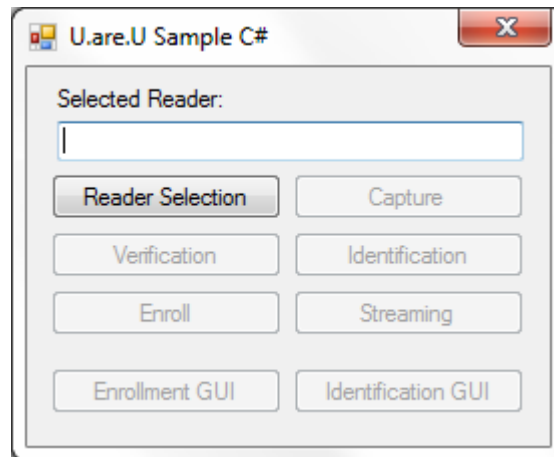 U.are.U Sample C#
Selected Reader:
Reader Selection Capture
Verification Identification
Enroll Streaming
Enrollment GUI Identification GUI